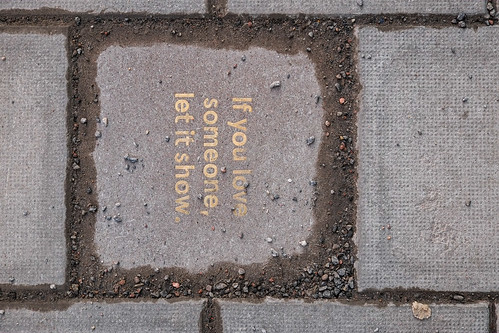 If you love
someone,
let it show.